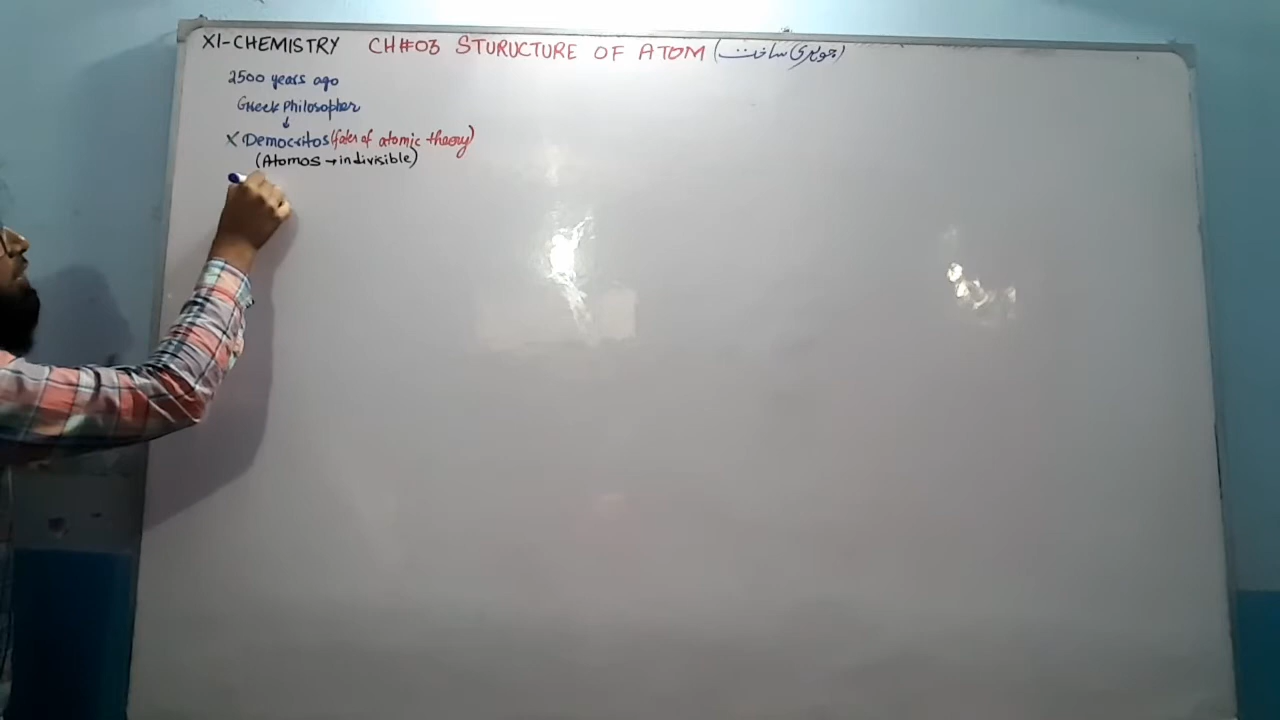 XI-CHEMISTRY CH#03 STURUCTURE OF ATOM (جوہری ساخت)
2500 years ago
Greek Philosopher
↓
X Democritos (fater of atomic theory)
(Atomos → indivisible)